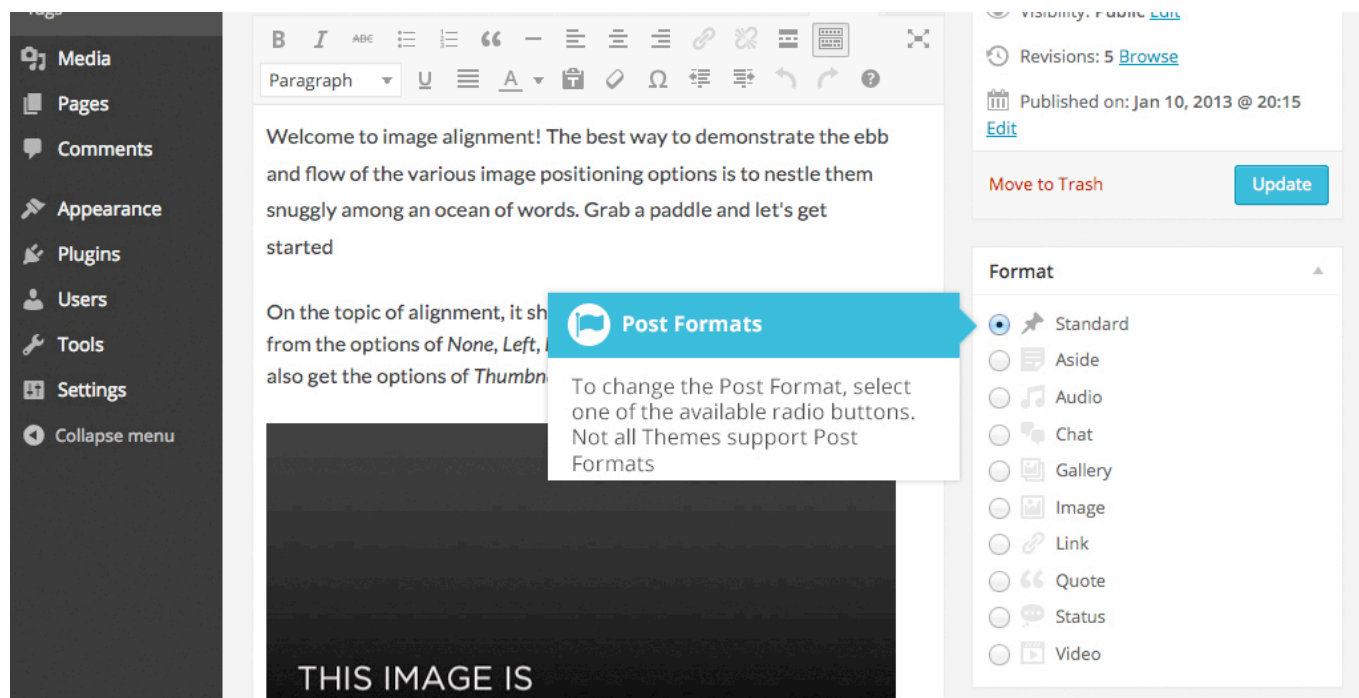 Tags
Media
Pages
Comments
Appearance
Plugins
Users
Tools
Settings
Collapse menu
B I ABC
Paragraph U A Ω
Welcome to image alignment! The best way to demonstrate the ebb
and flow of the various image positioning options is to nestle them
snuggly among an ocean of words. Grab a paddle and let's get
started
On the topic of alignment, it sh
from the options of None, Left,
also get the options of Thumbn
THIS IMAGE IS
Post Formats
To change the Post Format, select
one of the available radio buttons.
Not all Themes support Post
Formats
Visibility: Public Edit
Revisions: 5 Browse
Published on: Jan 10, 2013 @ 20:15
Edit
Move to Trash
Update
Format
Standard
Aside
Audio
Chat
Gallery
Image
Link
Quote
Status
Video